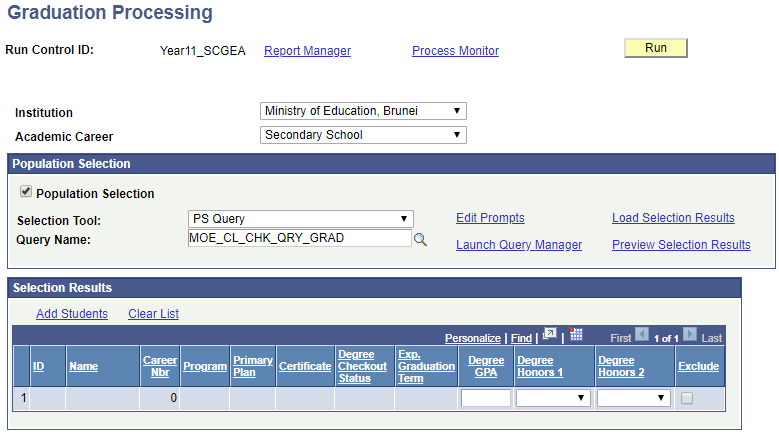 Graduation Processing
Run Control ID: Year11_SCGEA Report Manager Process Monitor Run
Institution Ministry of Education, Brunei
Academic Career Secondary School
Population Selection
Population Selection
Selection Tool: PS Query Edit Prompts Load Selection Results
Query Name: MOE_CL_CHK_QRY_GRAD Launch Query Manager Preview Selection Results
Selection Results
Add Students Clear List
Personalize | Find | | First 1 of 1 Last
ID Name Career Nbr Program Primary Plan Certificate Degree Checkout Status Exp. Graduation Term Degree GPA Degree Honors 1 Degree Honors 2 Exclude
1 0